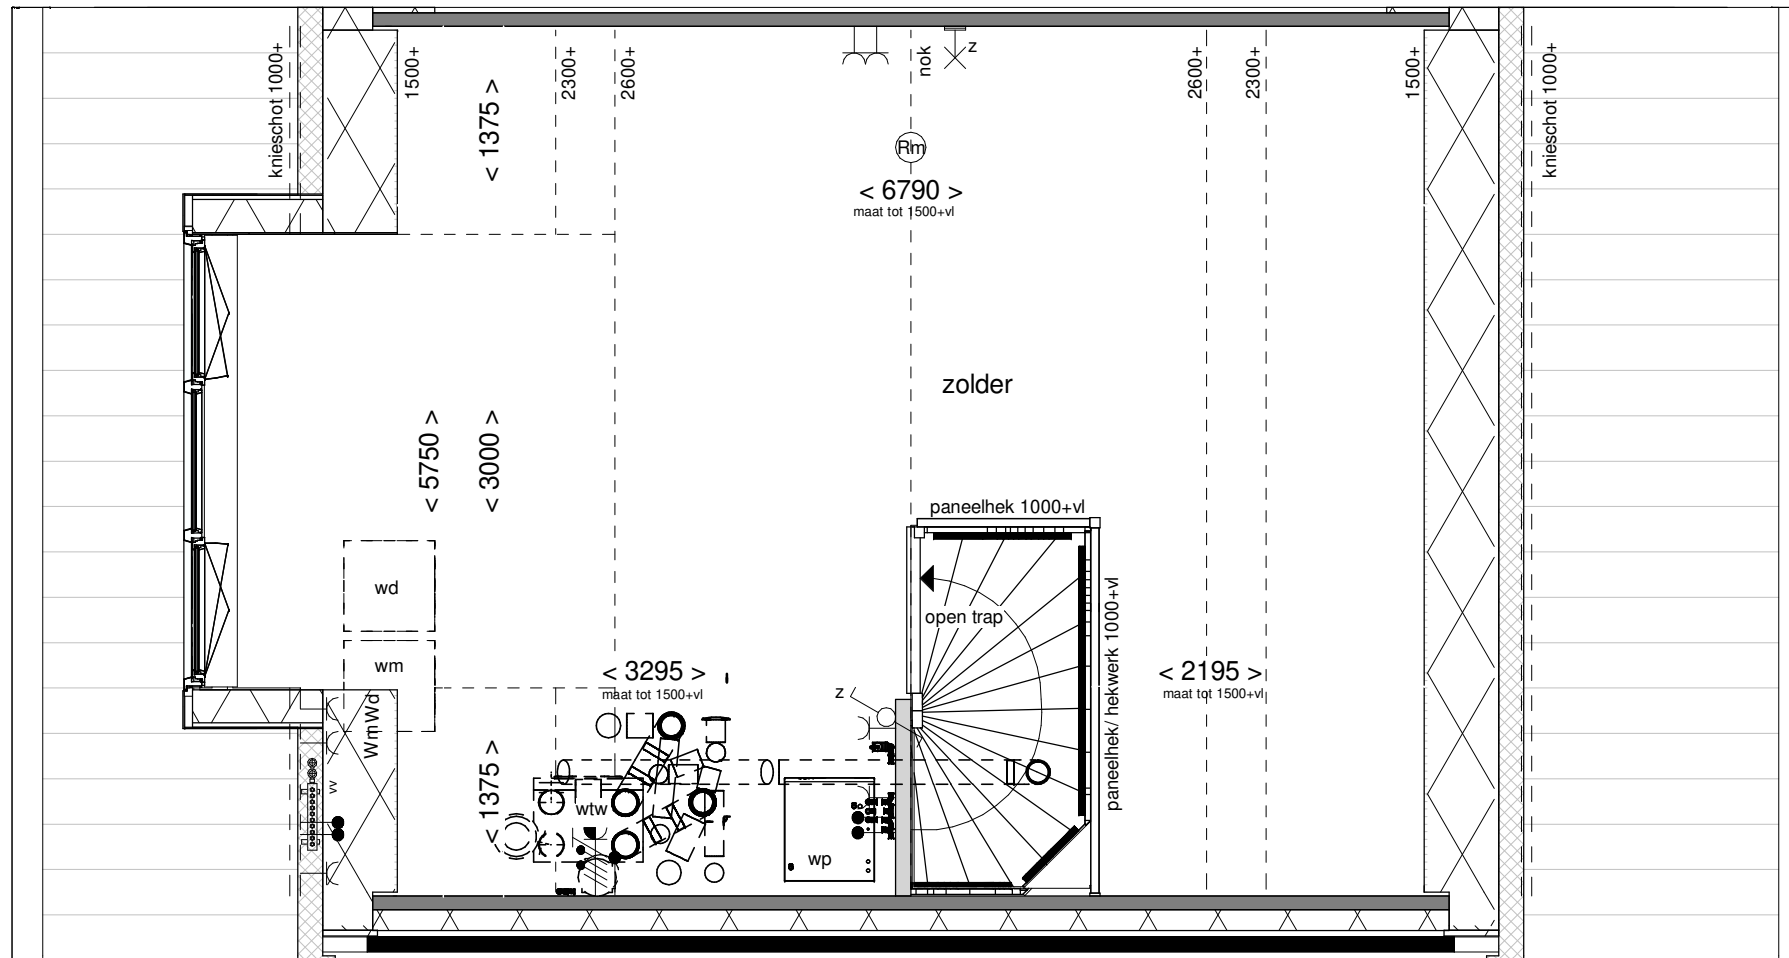 knieschot 1000+
1500+
< 1375 >
2300+
2600+
nok
z
2600+
2300+
1500+
knieschot 1000+
Rm
< 6790 >
maat tot 1500+vl
zolder
< 5750 >
< 3000 >
paneelhek 1000+vl
wd
open trap
wm
< 3295 >
maat tot 1500+vl
z
< 2195 >
maat tot 1500+vl
paneelhek/ hekwerk 1000+vl
WmWd
vv
< 1375 >
wtw
wp